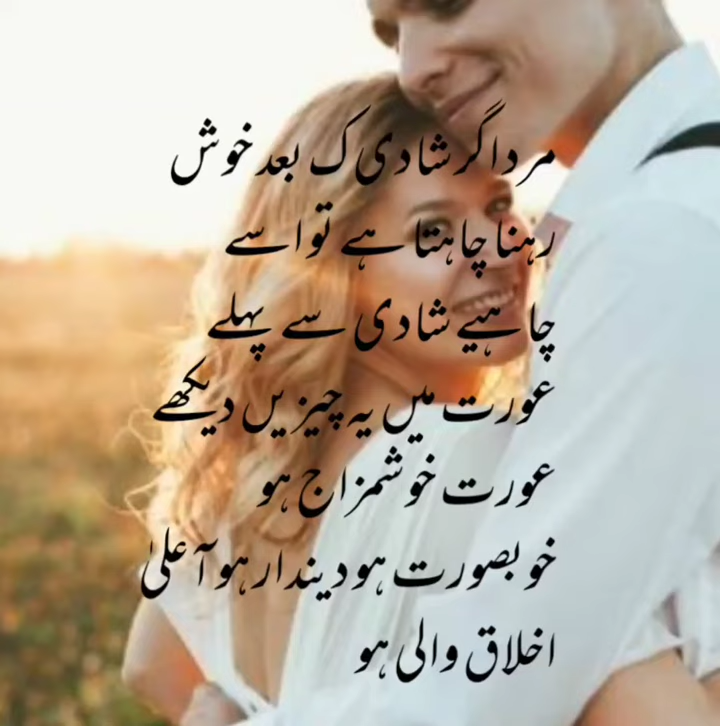 مرد اگر شادی ک بعد خوش
رہنا چاہتا ہے تو اسے
چاہیے شادی سے پہلے
عورت میں یہ چیزیں دیکھے
عورت خوشمزاج ہو
خوبصورت ہو دیندار ہو آعلیٰ
اخلاق والی ہو